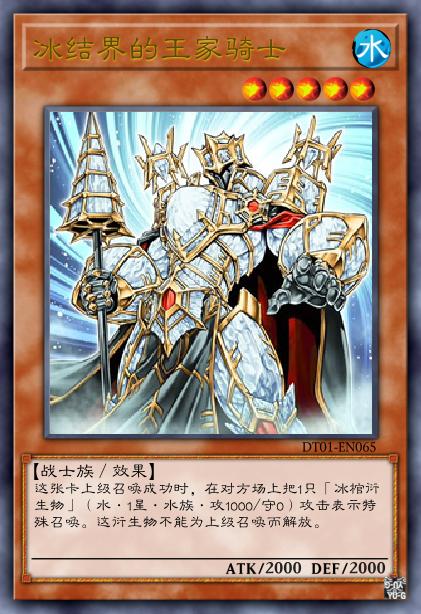 冰结界的王家骑士
水
DT01-EN065
【战士族／效果】
这张卡上级召唤成功时，在对方场上把1只「冰棺衍
生物」（水·1星·水族·攻1000/守0）攻击表示特
殊召唤。这衍生物不能为上级召唤而解放。
ATK/2000 DEF/2000